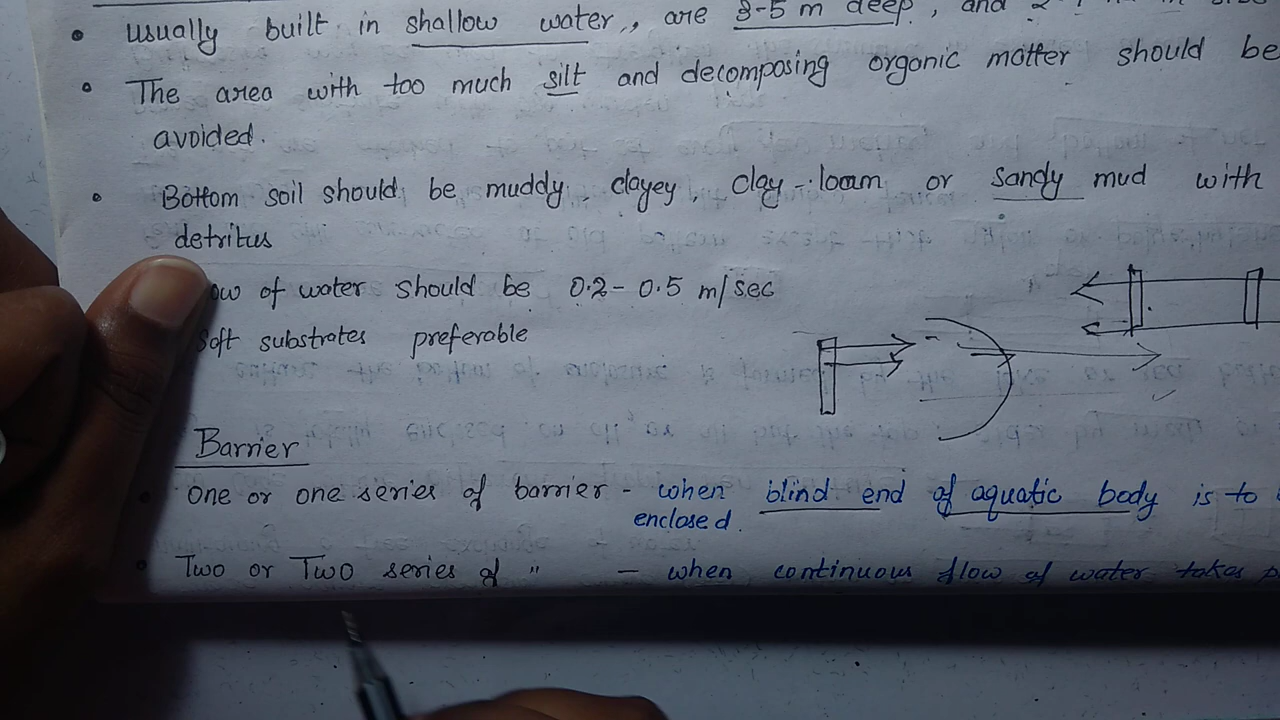 • usually built in shallow water,, are 3-5 m deep, and
• The area with too much silt and decomposing organic matter should be
avoided.
• Bottom soil should be muddy, clayey, clay-loam or sandy mud with
detritus
ow of water should be 0.2-0.5 m/sec
Soft substrates preferable
Barrier
• One or one series of barrier - when blind end of aquatic body is to
enclosed.
• Two or Two series of " - when continuous flow of water takes